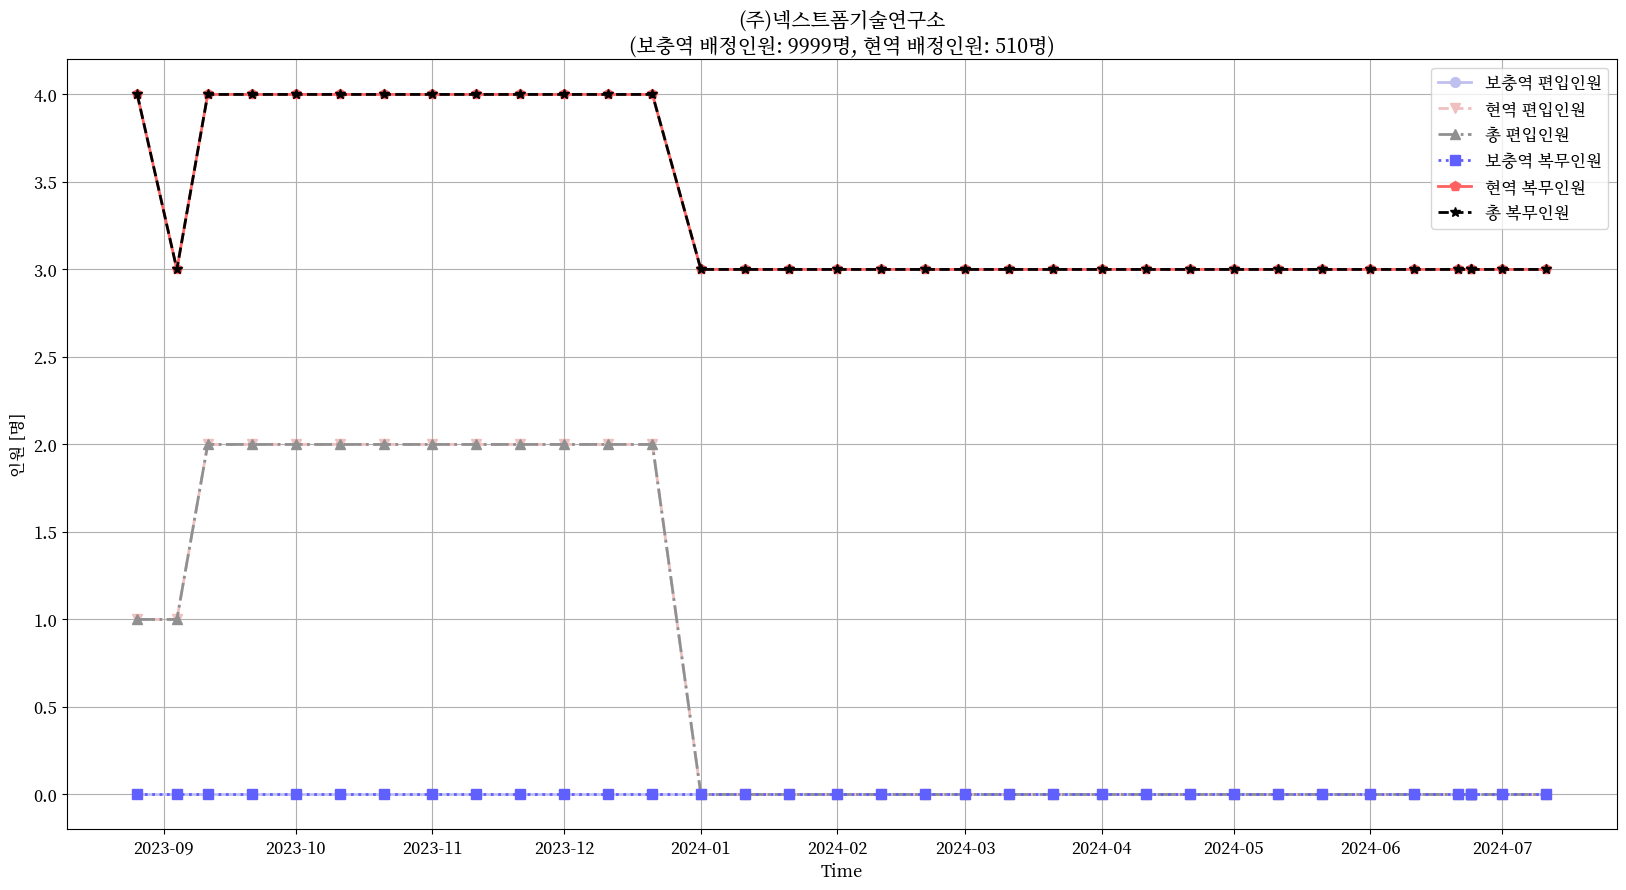 (주)넥스트폼기술연구소
(보충역 배정인원: 9999명, 현역 배정인원: 510명)
보충역 편입인원
현역 편입인원
총 편입인원
보충역 복무인원
현역 복무인원
총 복무인원
4.0
3.5
3.0
2.5
2.0
1.5
1.0
0.5
0.0
인원 [명]
2023-09 2023-10 2023-11 2023-12 2024-01 2024-02 2024-03 2024-04 2024-05 2024-06 2024-07
Time